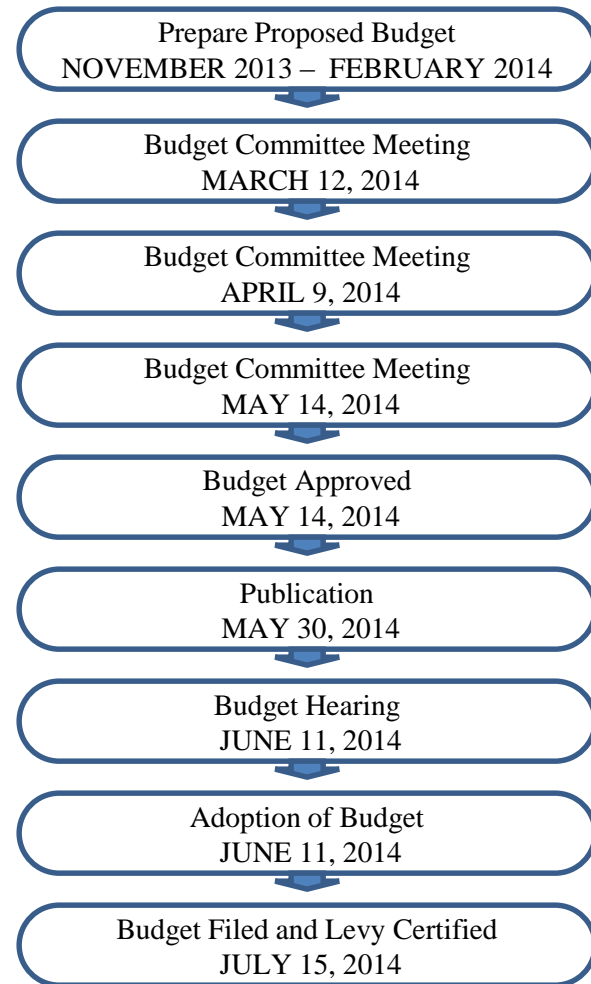 Prepare Proposed Budget
NOVEMBER 2013 – FEBRUARY 2014
Budget Committee Meeting
MARCH 12, 2014
Budget Committee Meeting
APRIL 9, 2014
Budget Committee Meeting
MAY 14, 2014
Budget Approved
MAY 14, 2014
Publication
MAY 30, 2014
Budget Hearing
JUNE 11, 2014
Adoption of Budget
JUNE 11, 2014
Budget Filed and Levy Certified
JULY 15, 2014